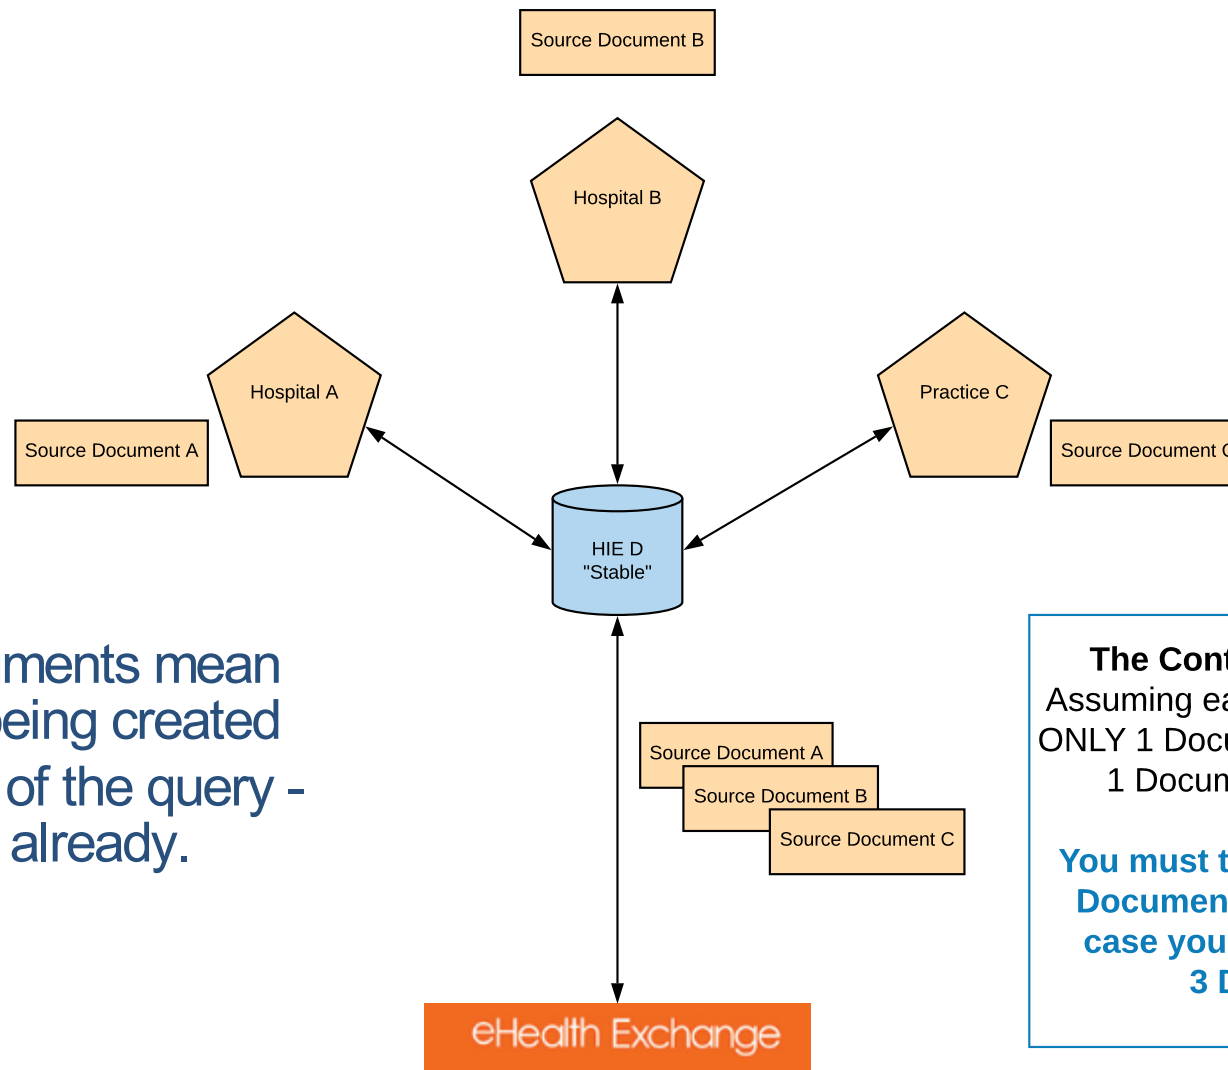 Source Document B
Hospital B
Hospital A
Practice C
Source Document A
Source Document
HIE D
"Stable"
ments mean
being created
of the query -
already.
Source Document A
Source Document B
Source Document C
The Cont
Assuming ea
ONLY 1 Docu
1 Docum
You must t
Documen
case you
3 D
eHealth Exchange